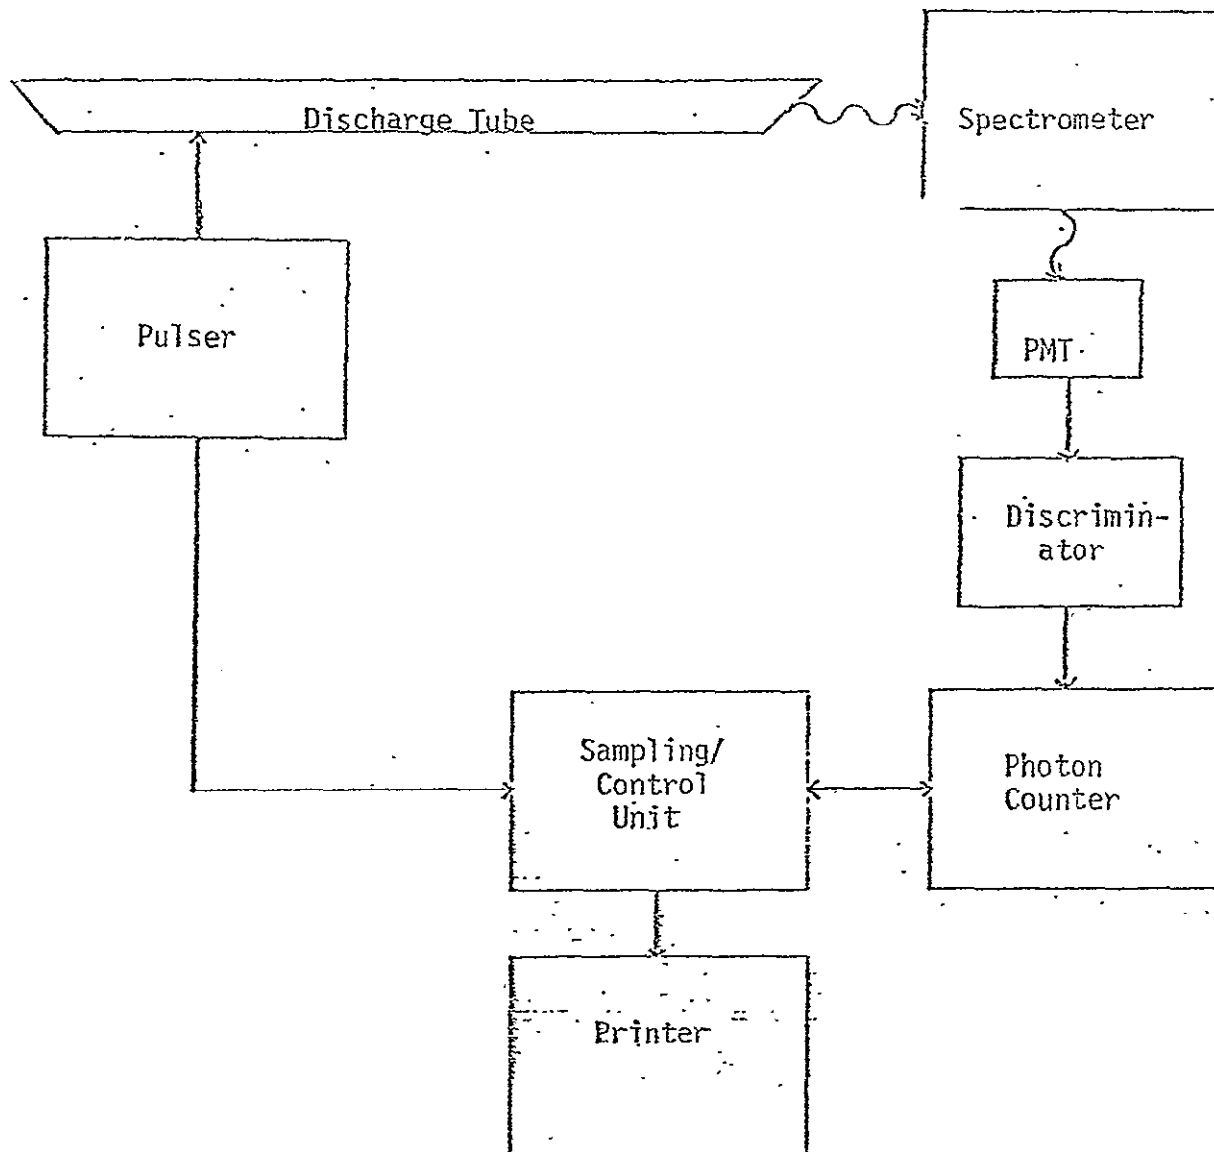 Discharge Tube
Spectrometer
Pulser
PMT
Discrimin-
ator
Sampling/
Control
Unit
Photon
Counter
Printer